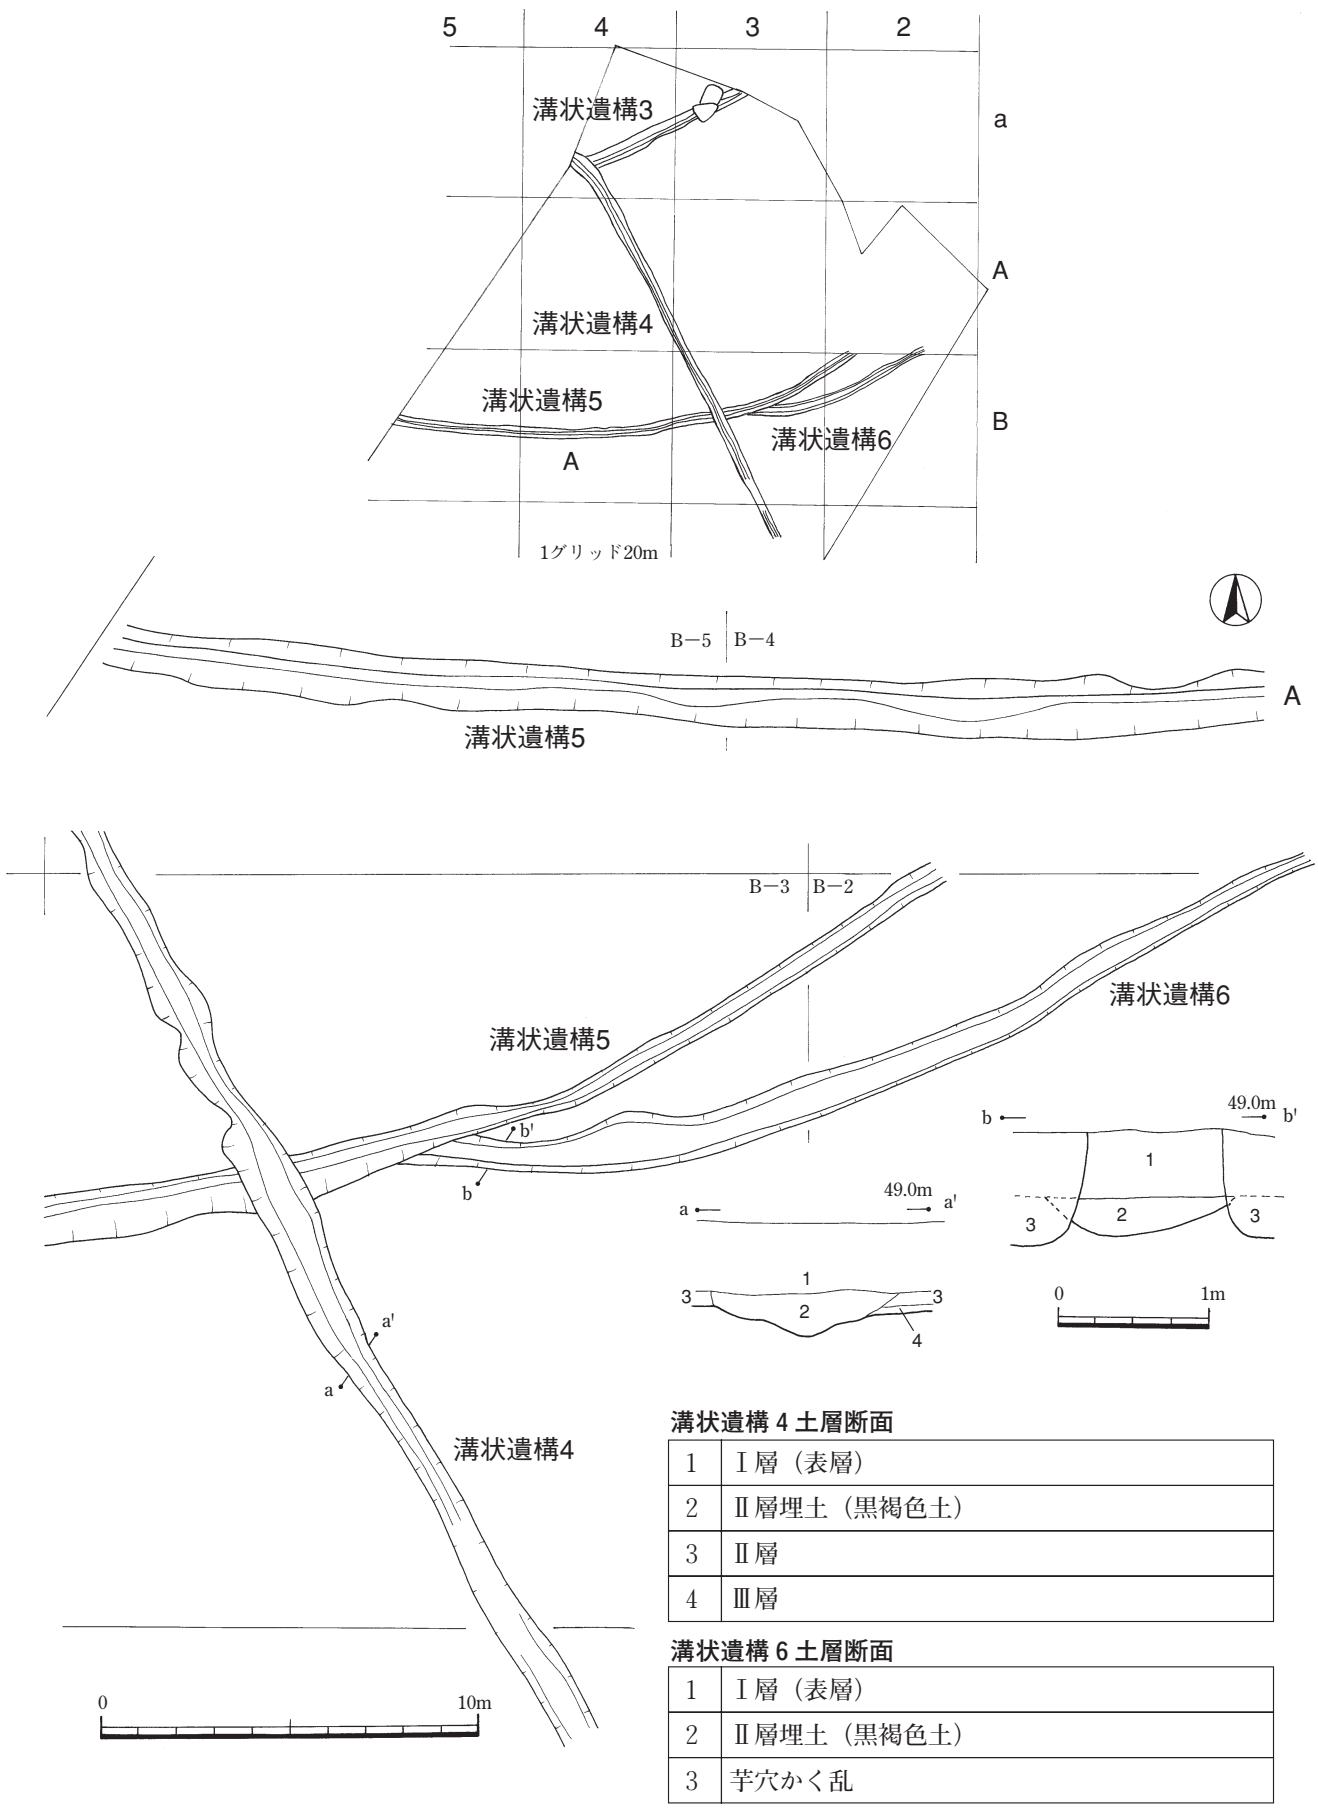 5 4 3 2
溝状遺構3
a
A
溝状遺構4
溝状遺構5
B
溝状遺構6
A
1グリッド20m
B－5 B－4
A
溝状遺構5
B－3 B－2
溝状遺構6
溝状遺構5
49.0m
b b'
b'
1
b
49.0m
a a'
3 2 3
1
3 2 3
4
0 1m
a'
a
溝状遺構4
溝状遺構 4 土層断面
1 Ⅰ層（表層）
2 Ⅱ層埋土（黒褐色土）
3 Ⅱ層
4 Ⅲ層
溝状遺構 6 土層断面
1 Ⅰ層（表層）
2 Ⅱ層埋土（黒褐色土）
3 芋穴かく乱
0 10m